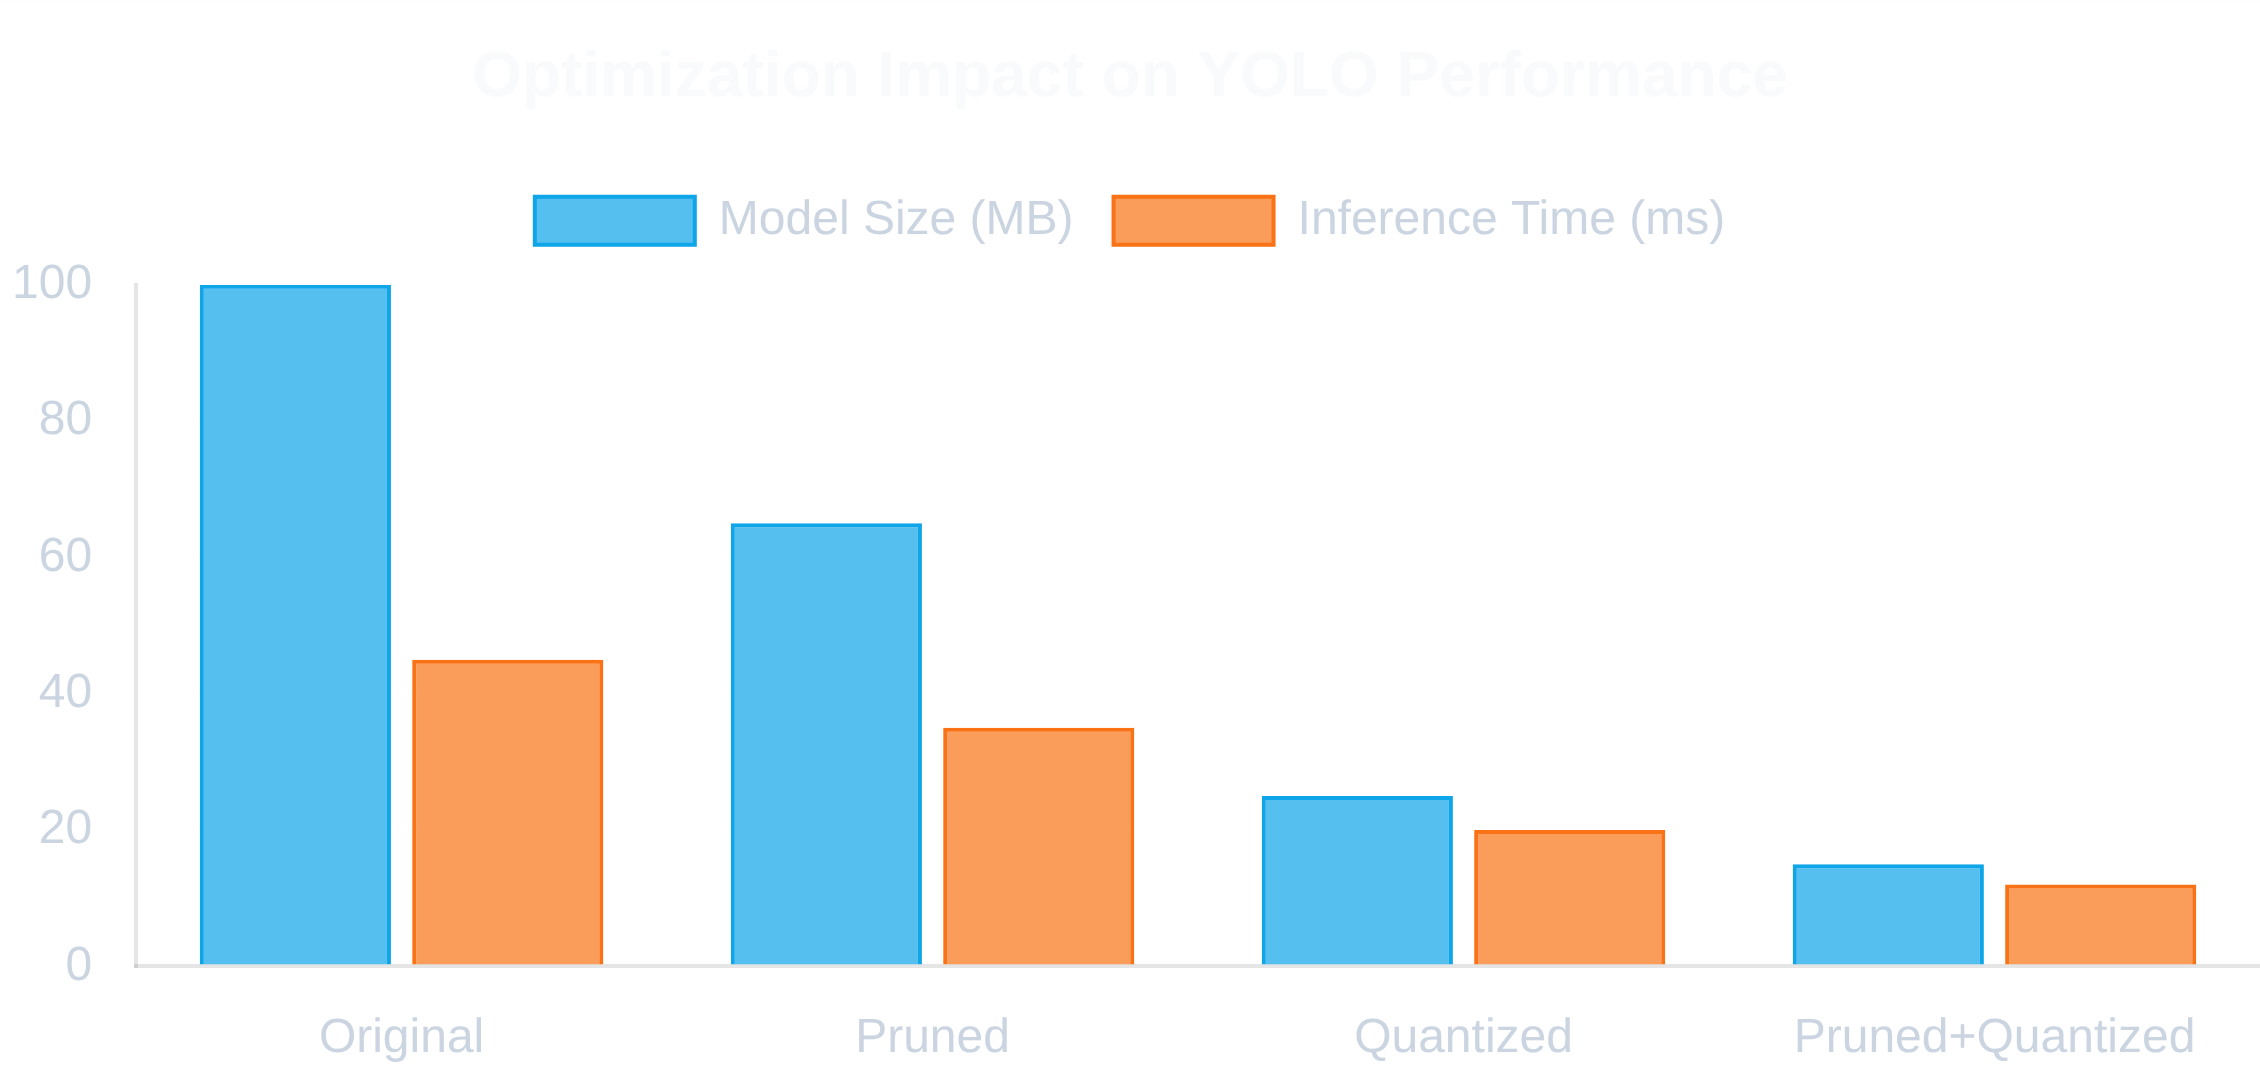 Optimization Impact on YOLO Performance
Model Size (MB) Inference Time (ms)
100
80
60
40
20
0
Original Pruned Quantized Pruned+Quantized